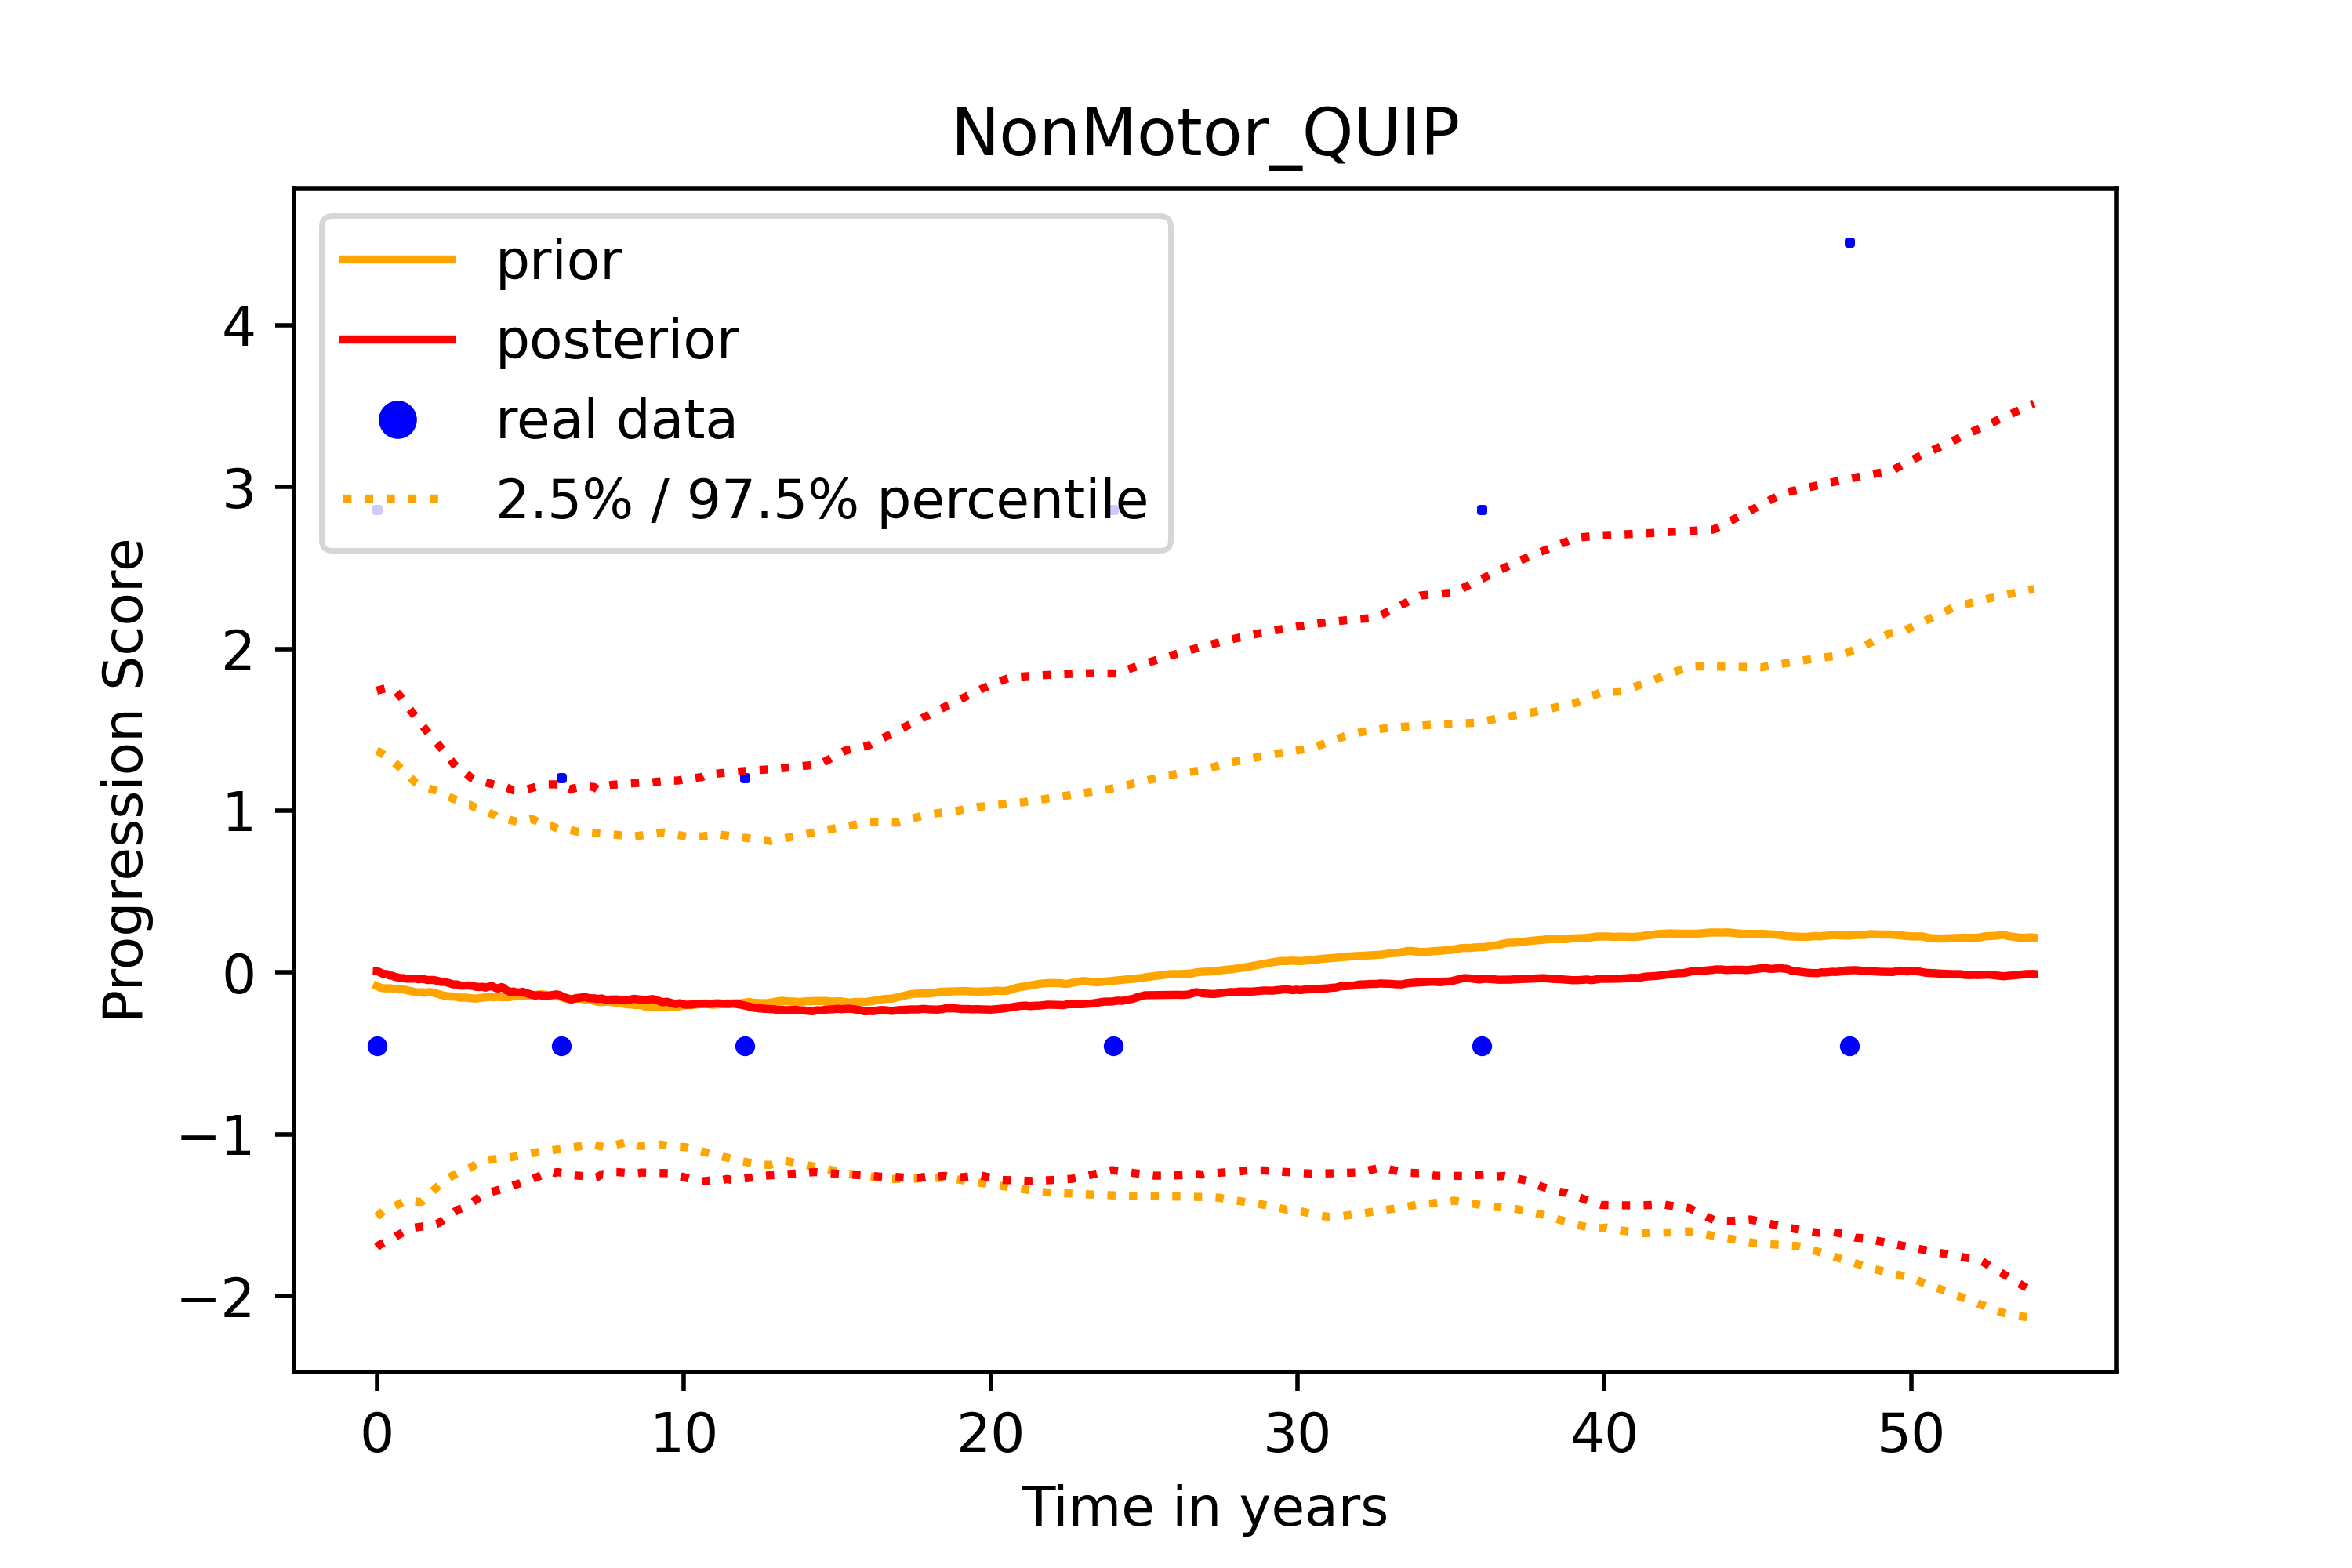 NonMotor_QUIP
prior
posterior
real data
2.5% / 97.5% percentile
Progression Score
4
3
2
1
0
−1
−2
0 10 20 30 40 50
Time in years